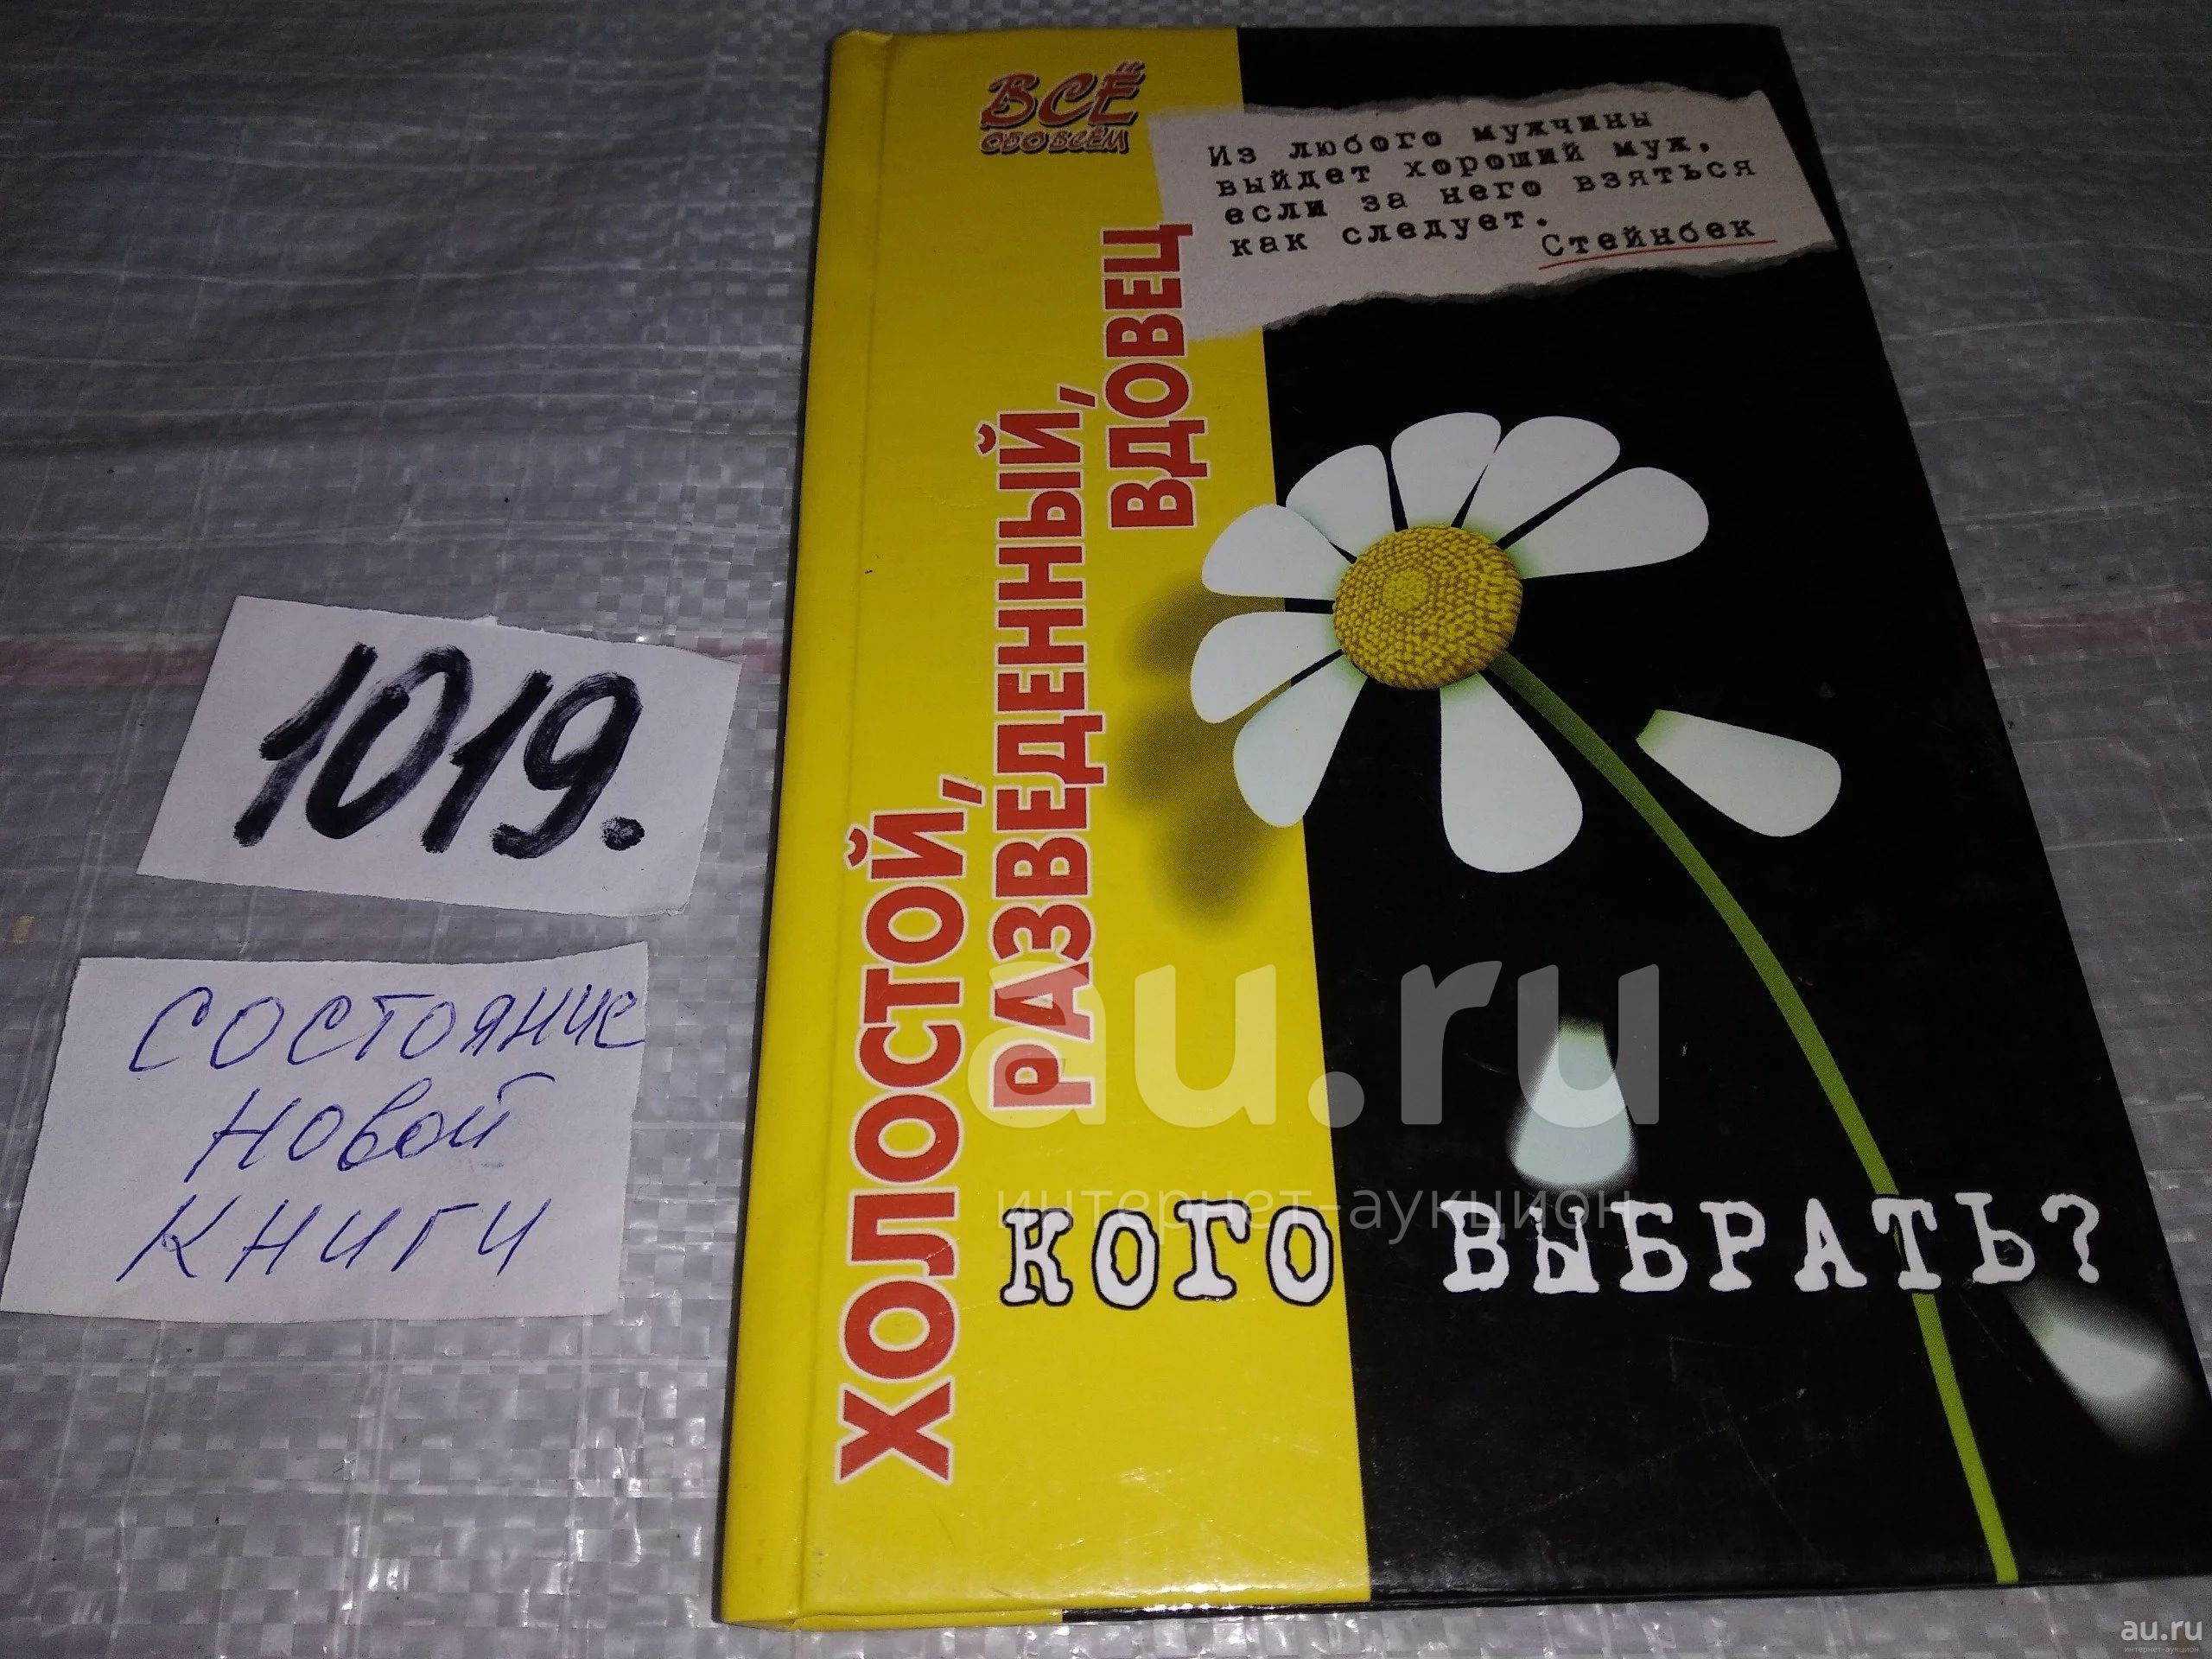 ВСЁ
ОБО ВСЁМ
Из любого мужчины
выйдет хороший муж,
если за него взяться
как следует.
Стейнбек
ХОЛОСТОЙ,
РАЗВЕДЕННЫЙ,
ВДОВЕЦ
КОГО ВЫБРАТЬ?
1019.
СОСТОЯНИЕ
НОВОЙ
КНИГИ
au.ru
интернет-аукцион
au.ru
интернет-аукцион